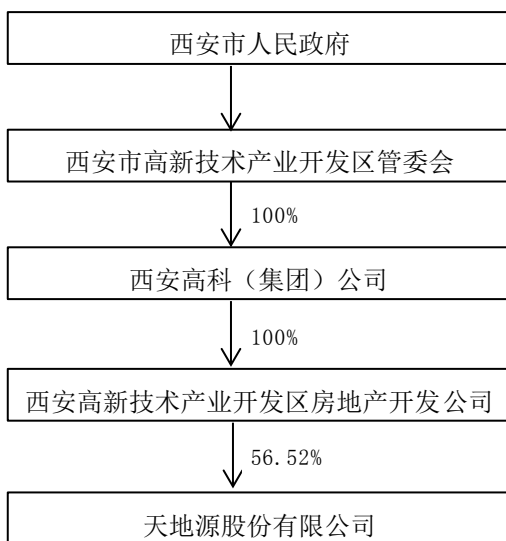 西安市人民政府
西安市高新技术产业开发区管委会
100%
西安高科（集团）公司
100%
西安高新技术产业开发区房地产开发公司
56.52%
天地源股份有限公司